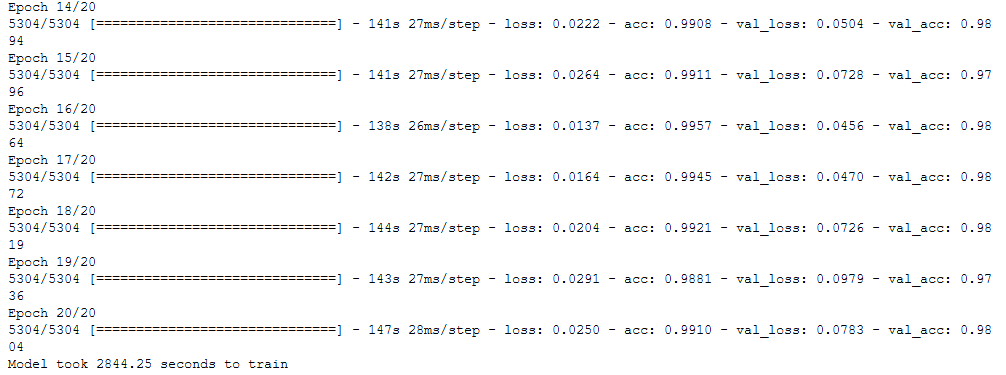 Epoch 14/20
5304/5304 [==============================] - 141s 27ms/step - loss: 0.0222 - acc: 0.9908 - val_loss: 0.0504 - val_acc: 0.98
94
Epoch 15/20
5304/5304 [==============================] - 141s 27ms/step - loss: 0.0264 - acc: 0.9911 - val_loss: 0.0728 - val_acc: 0.97
96
Epoch 16/20
5304/5304 [==============================] - 138s 26ms/step - loss: 0.0137 - acc: 0.9957 - val_loss: 0.0456 - val_acc: 0.98
64
Epoch 17/20
5304/5304 [==============================] - 142s 27ms/step - loss: 0.0164 - acc: 0.9945 - val_loss: 0.0470 - val_acc: 0.98
72
Epoch 18/20
5304/5304 [==============================] - 144s 27ms/step - loss: 0.0204 - acc: 0.9921 - val_loss: 0.0726 - val_acc: 0.98
19
Epoch 19/20
5304/5304 [==============================] - 143s 27ms/step - loss: 0.0291 - acc: 0.9881 - val_loss: 0.0979 - val_acc: 0.97
36
Epoch 20/20
5304/5304 [==============================] - 147s 28ms/step - loss: 0.0250 - acc: 0.9910 - val_loss: 0.0783 - val_acc: 0.98
04
Model took 2844.25 seconds to train